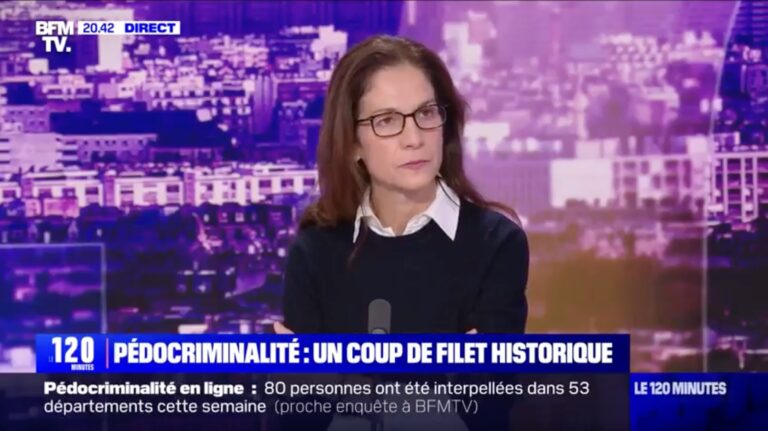 BFM
TV.
20.42 DIRECT
LE 120 MINUTES
PÉDOCRIMINALITÉ : UN COUP DE FILET HISTORIQUE
Pédocriminalité en ligne : 80 personnes ont été interpellées dans 53
départements cette semaine (proche enquête à BFMTV)
LE 120 MINUTES